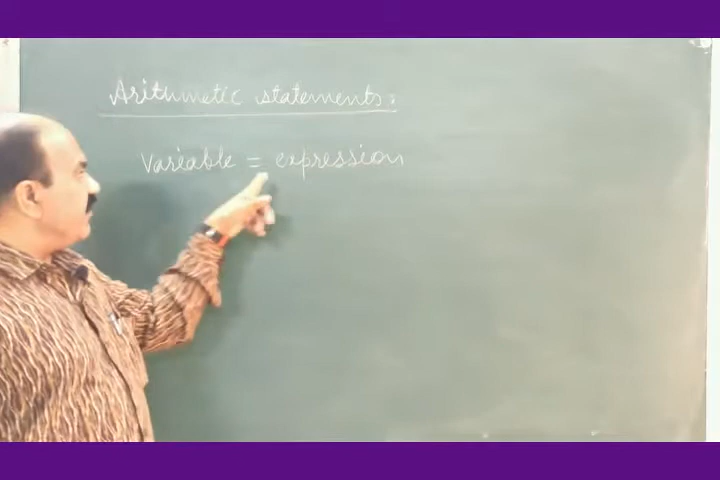 Arithmetic statements:
Variable = expression